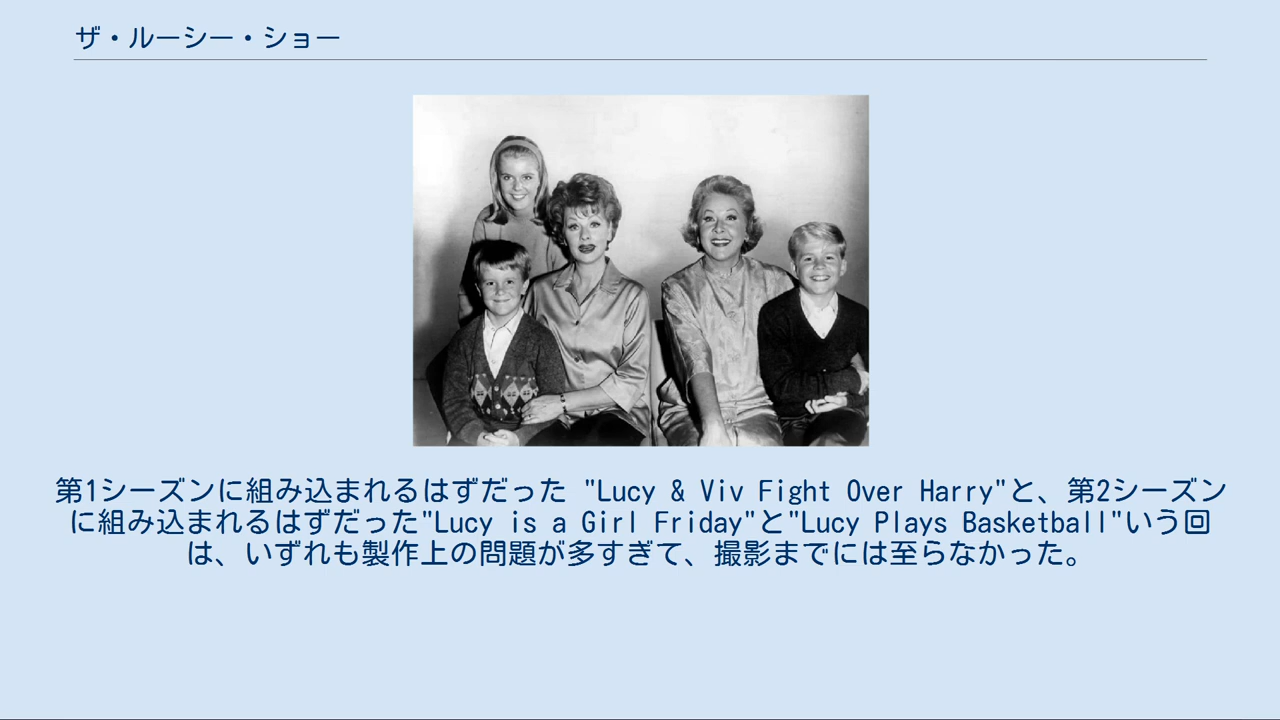 ザ・ルーシー・ショー
第1シーズンに組み込まれるはずだった "Lucy & Viv Fight Over Harry"と、第2シーズン
に組み込まれるはずだった"Lucy is a Girl Friday"と"Lucy Plays Basketball"いう回
は、いずれも製作上の問題が多すぎて、撮影までには至らなかった。